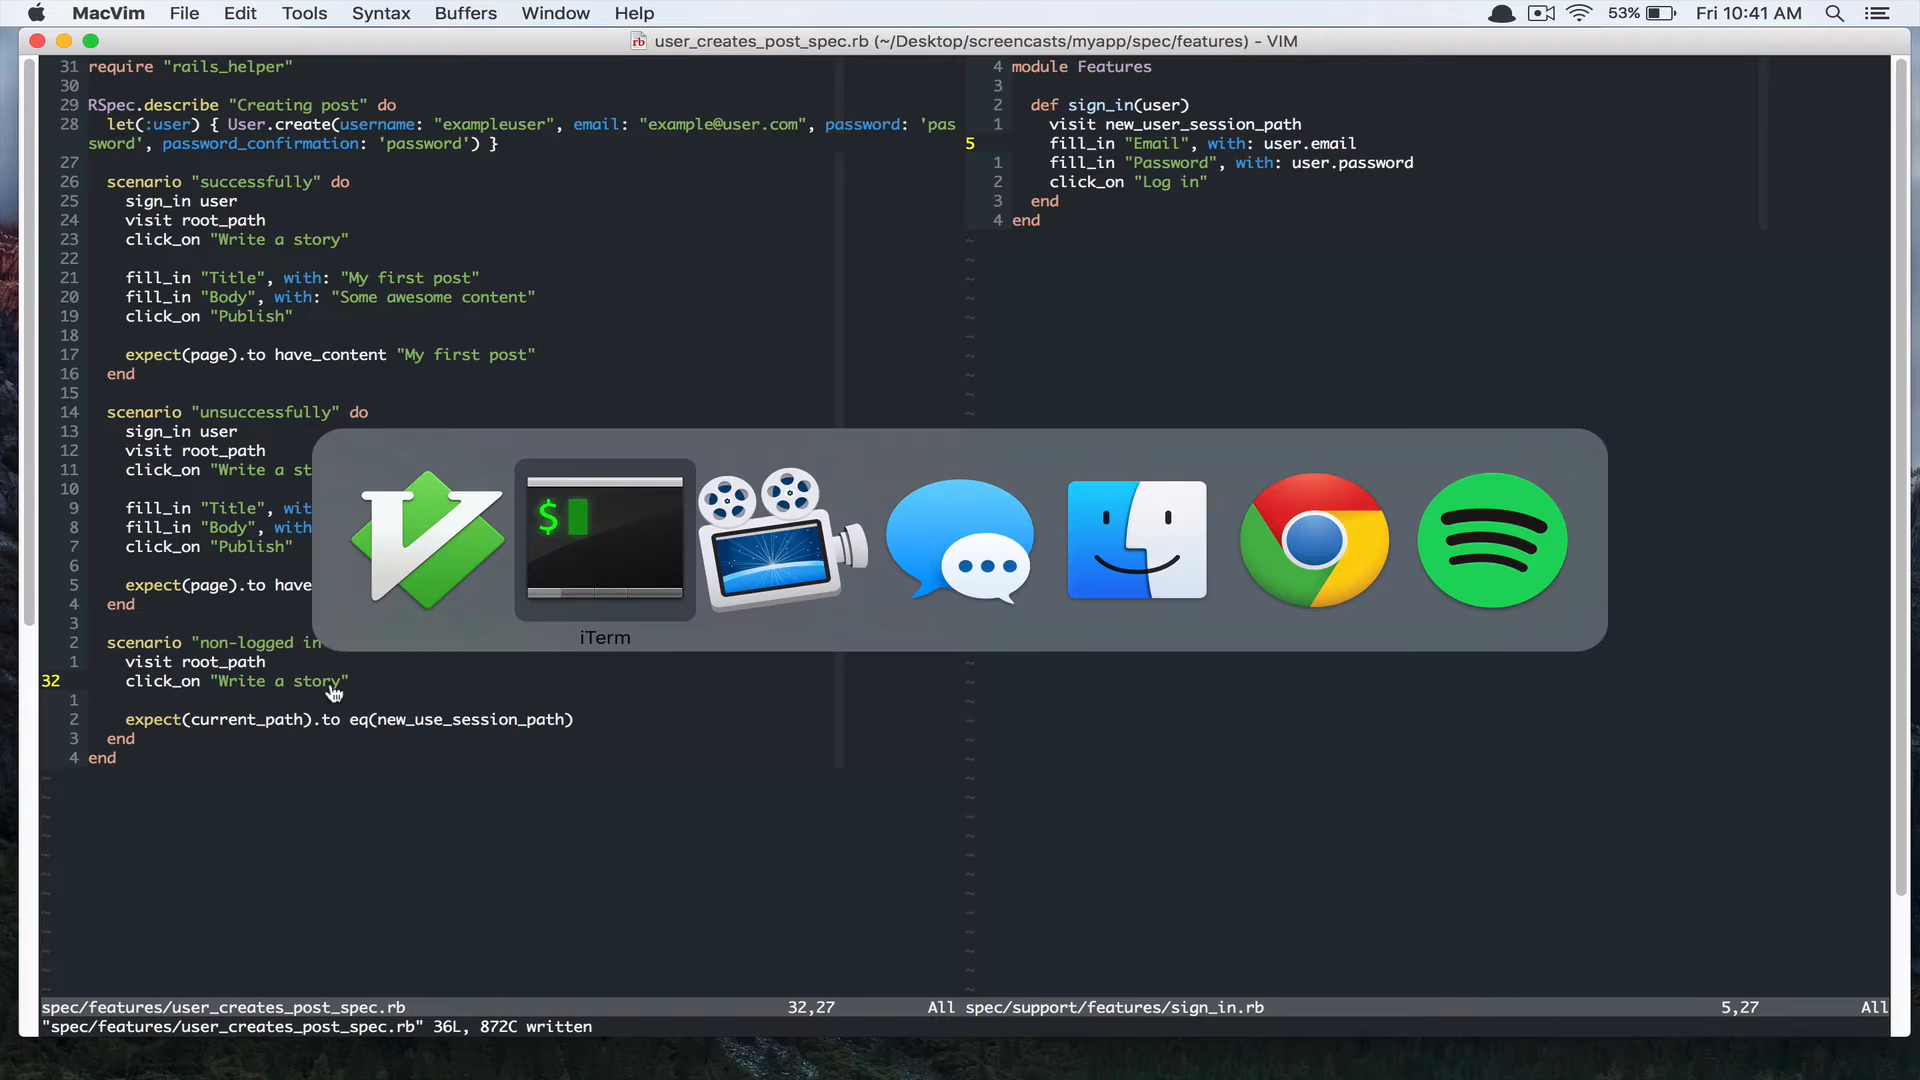 MacVim File Edit Tools Syntax Buffers Window Help 53% Fri 10:41 AM
user_creates_post_spec.rb (~/Desktop/screencasts/myapp/spec/features) - VIM
31 require "rails_helper"
30
29 RSpec.describe "Creating post" do
28 let(:user) { User.create(username: "exampleuser", email: "example@user.com", password: 'pas
sword', password_confirmation: 'password') }
27
26 scenario "successfully" do
25 sign_in user
24 visit root_path
23 click_on "Write a story"
22
21 fill_in "Title", with: "My first post"
20 fill_in "Body", with: "Some awesome content"
19 click_on "Publish"
18
17 expect(page).to have_content "My first post"
16 end
15
14 scenario "unsuccessfully" do
13 sign_in user
12 visit root_path
11 click_on "Write a st
10
9 fill_in "Title", wit
8 fill_in "Body", with
7 click_on "Publish"
6
5 expect(page).to have
4 end
3
2 scenario "non-logged in
1 visit root_path
32 click_on "Write a story"
1
2 expect(current_path).to eq(new_use_session_path)
3 end
4 end
4 module Features
3
2 def sign_in(user)
1 visit new_user_session_path
5 fill_in "Email", with: user.email
1 fill_in "Password", with: user.password
2 click_on "Log in"
3 end
4 end
$
iTerm
spec/features/user_creates_post_spec.rb 32,27 All
spec/support/features/sign_in.rb 5,27 All
"spec/features/user_creates_post_spec.rb" 36L, 872C written